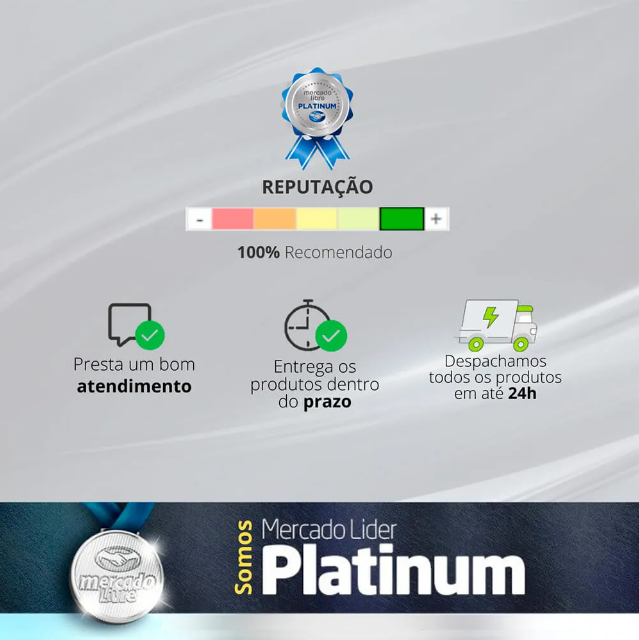 mercado
libre
PLATINUM
REPUTAÇÃO
- +
100% Recomendado
Presta um bom
atendimento
Entrega os
produtos dentro
do prazo
Despachamos
todos os produtos
em até 24h
mercado
Livre
Somos
Mercado Lider
Platinum